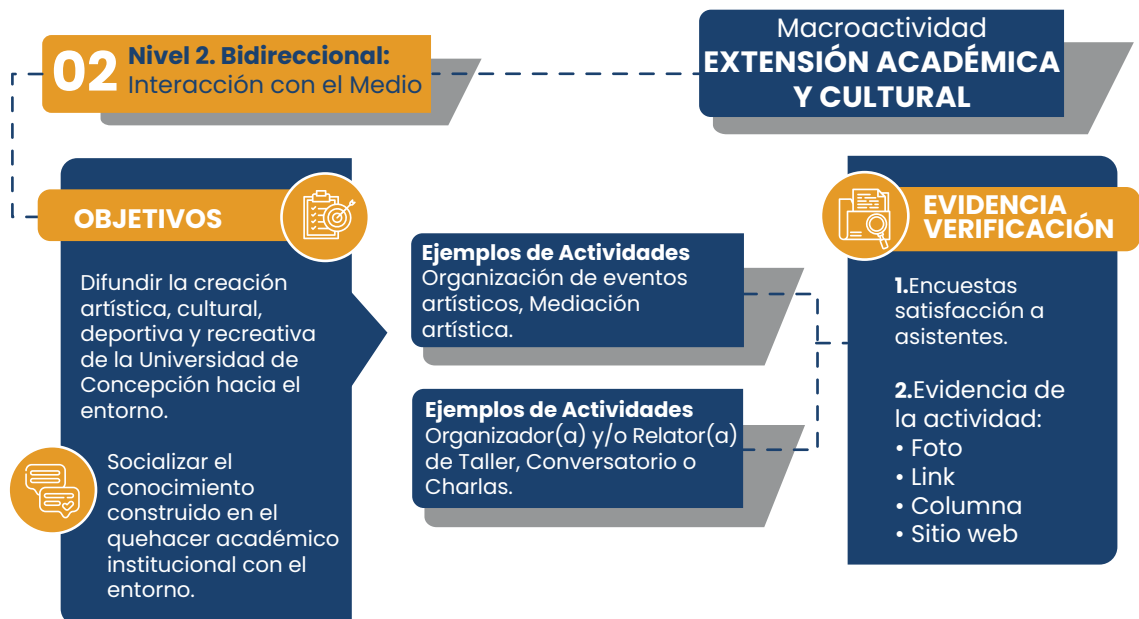 02
Nivel 2. Bidireccional:
Interacción con el Medio
Macroactividad
EXTENSIÓN ACADÉMICA
Y CULTURAL
OBJETIVOS
Difundir la creación
artística, cultural,
deportiva y recreativa
de la Universidad de
Concepción hacia el
entorno.
Socializar el
conocimiento
construido en el
quehacer académico
institucional con el
entorno.
Ejemplos de Actividades
Organización de eventos
artísticos, Mediación
artística.
Ejemplos de Actividades
Organizador(a) y/o Relator(a)
de Taller, Conversatorio o
Charlas.
EVIDENCIA
VERIFICACIÓN
1.Encuestas
satisfacción a
asistentes.
2.Evidencia de
la actividad:
• Foto
• Link
• Columna
• Sitio web